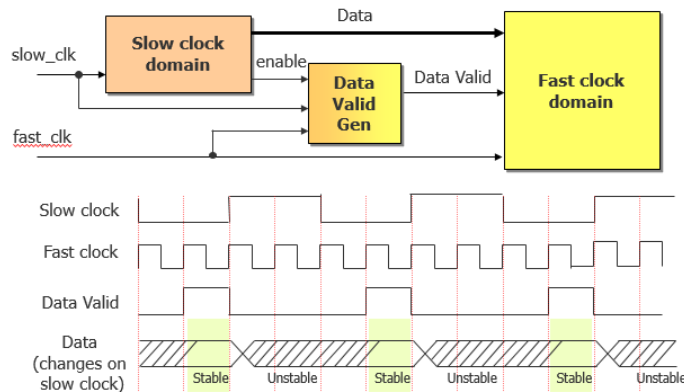 Data
Slow clock
domain
slow_clk
enable
Data
Valid
Gen
Data Valid
Fast clock
domain
fast_clk
Slow clock
Fast clock
Data Valid
Data
(changes on
slow clock)
Stable Unstable Stable Unstable Stable Unstable